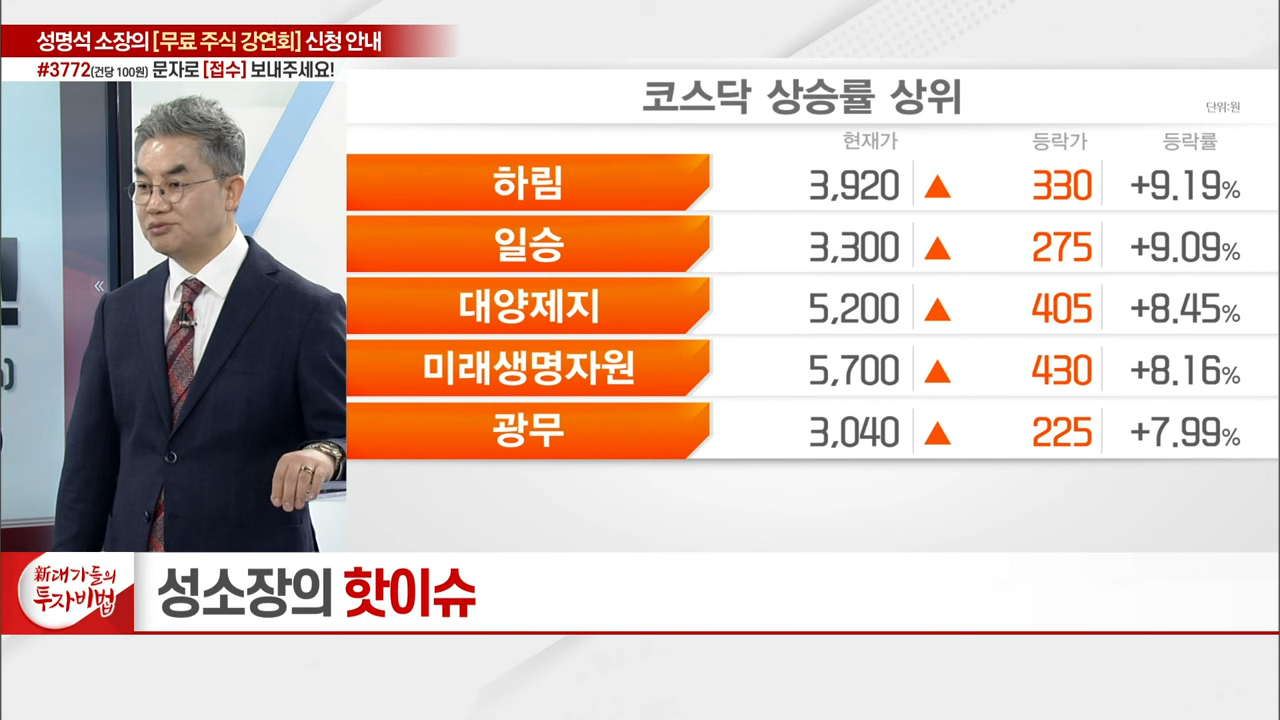 성명석 소장의 [무료 주식 강연회] 신청 안내
#3772(건당 100원) 문자로 [접수] 보내주세요!
코스닥 상승률 상위
단위:원
현재가 등락가 등락률
하림 3,920 ▲ 330 +9.19%
일승 3,300 ▲ 275 +9.09%
대양제지 5,200 ▲ 405 +8.45%
미래생명자원 5,700 ▲ 430 +8.16%
광무 3,040 ▲ 225 +7.99%
新대가들의
투자비법
성소장의 핫이슈